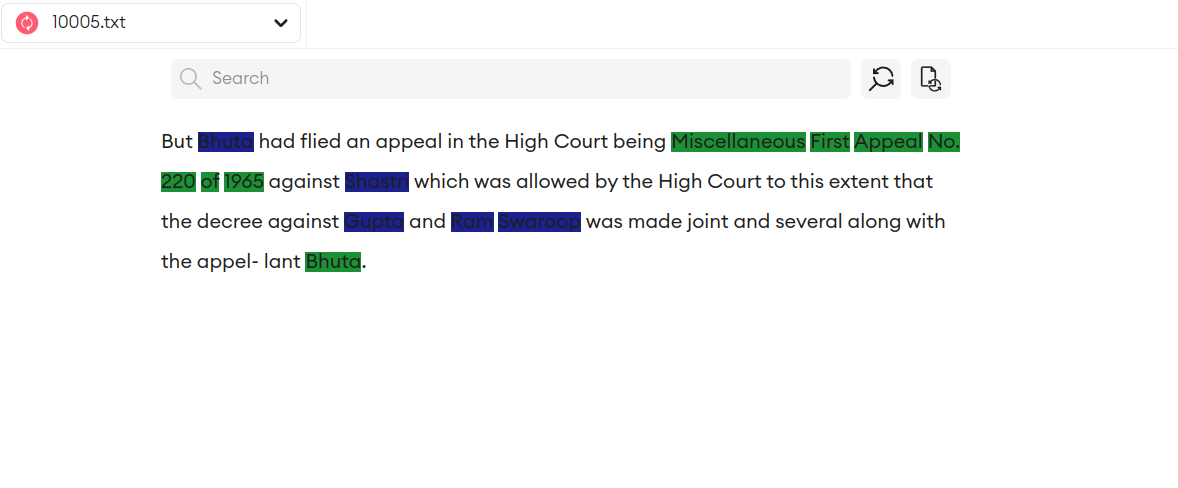 10005.txt
Search
But Bhuta had flied an appeal in the High Court being Miscellaneous First Appeal No.
220 of 1965 against Shastri which was allowed by the High Court to this extent that
the decree against Gupta and Ram Swaroop was made joint and several along with
the appel- lant Bhuta.